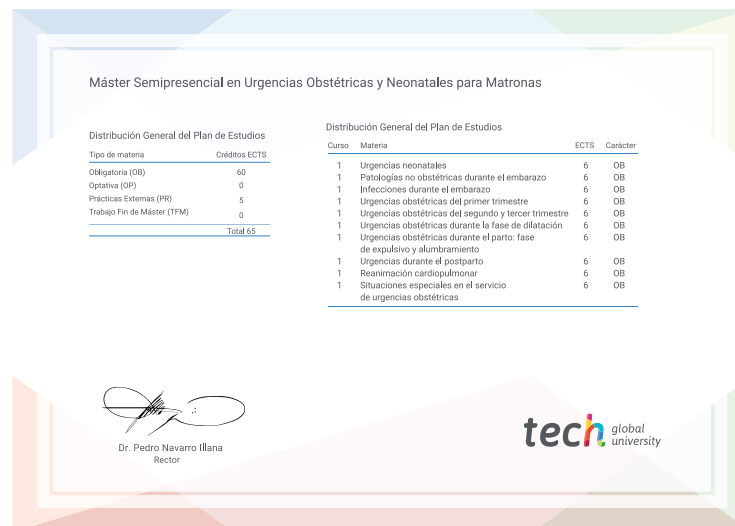 Máster Semipresencial en Urgencias Obstétricas y Neonatales para Matronas
Distribución General del Plan de Estudios
Tipo de materia Créditos ECTS
Obligatoria (OB) 60
Optativa (OP) 0
Prácticas Externas (PR) 5
Trabajo Fin de Máster (TFM) 0
Total 65
Distribución General del Plan de Estudios
Curso Materia ECTS Carácter
1 Urgencias neonatales 6 OB
1 Patologías no obstétricas durante el embarazo 6 OB
1 Infecciones durante el embarazo 6 OB
1 Urgencias obstétricas del primer trimestre 6 OB
1 Urgencias obstétricas del segundo y tercer trimestre 6 OB
1 Urgencias obstétricas durante la fase de dilatación 6 OB
1 Urgencias obstétricas durante el parto: fase 6 OB
de expulsivo y alumbramiento
1 Urgencias durante el postparto 6 OB
1 Reanimación cardiopulmonar 6 OB
1 Situaciones especiales en el servicio 6 OB
de urgencias obstétricas
Dr. Pedro Navarro Illana
Rector
tech global
university